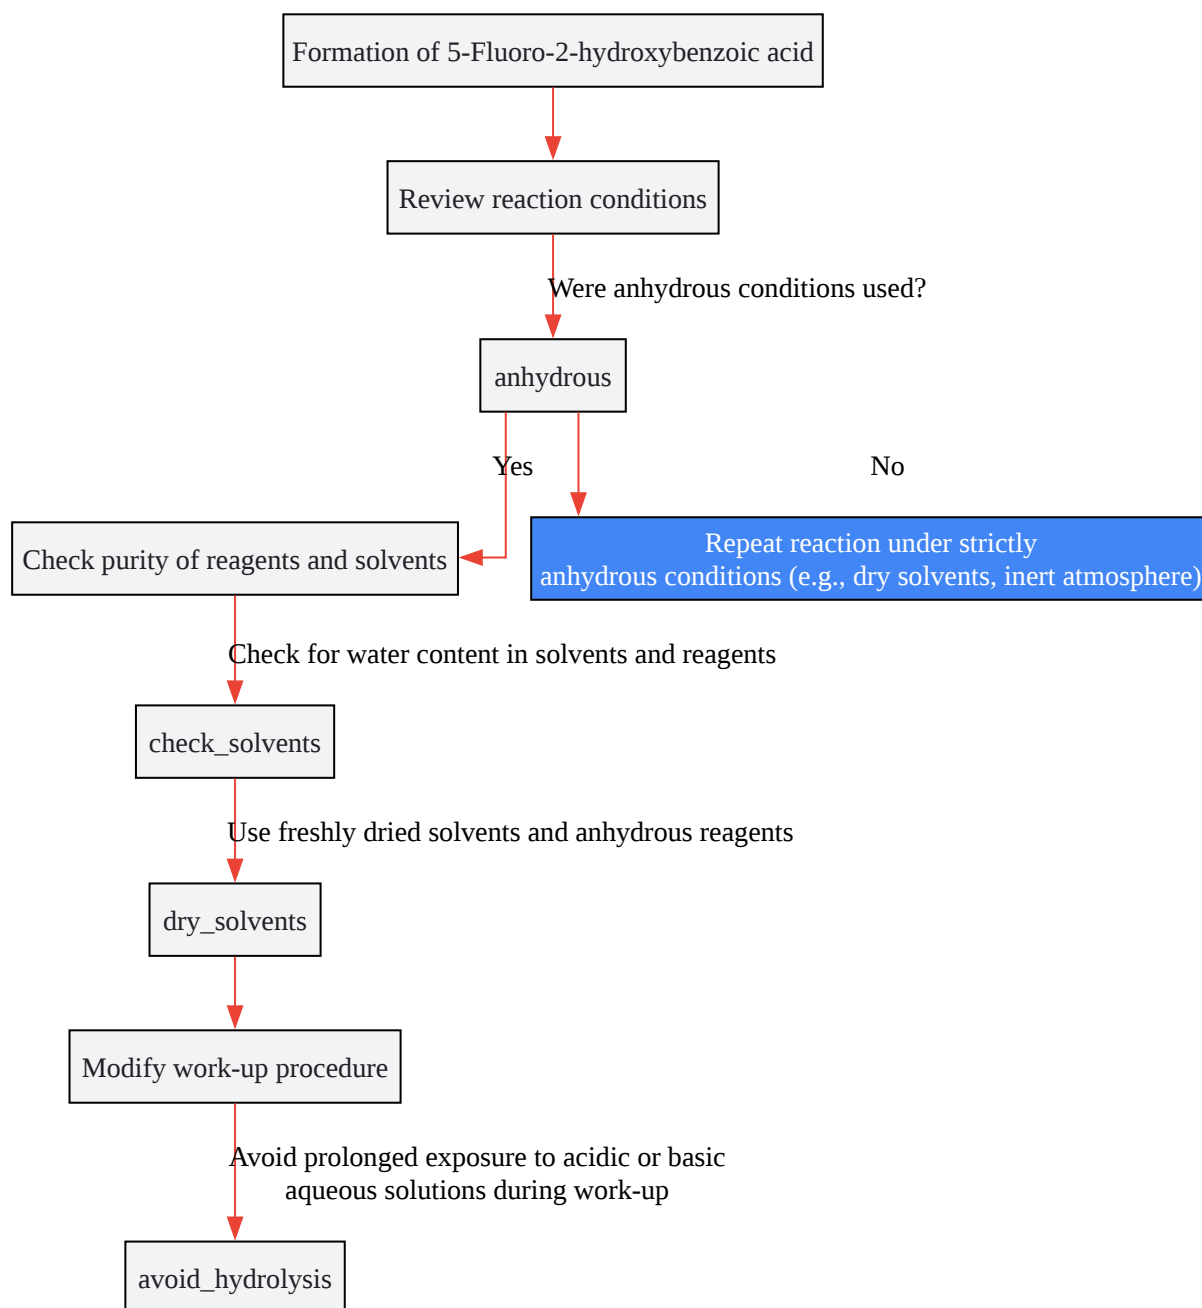 Formation of 5-Fluoro-2-hydroxybenzoic acid
Review reaction conditions
Were anhydrous conditions used?
anhydrous
Yes
No
Check purity of reagents and solvents
Repeat reaction under strictly
anhydrous conditions (e.g., dry solvents, inert atmosphere)
Check for water content in solvents and reagents
check_solvents
Use freshly dried solvents and anhydrous reagents
dry_solvents
Modify work-up procedure
Avoid prolonged exposure to acidic or basic
aqueous solutions during work-up
avoid_hydrolysis